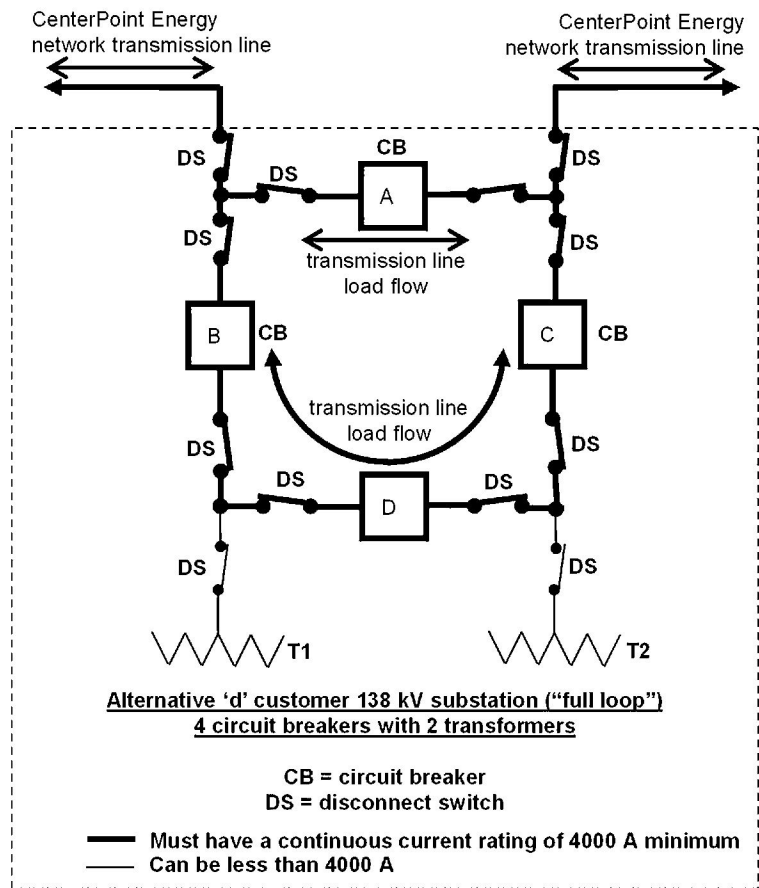 CenterPoint Energy
network transmission line
CenterPoint Energy
network transmission line
DS
CB
DS
DS
A
DS
DS
transmission line
load flow
B
CB
C
CB
transmission line
load flow
DS
DS
DS
DS
D
DS
DS
T1
T2
Alternative ‘d’ customer 138 kV substation (“full loop”)
4 circuit breakers with 2 transformers
CB = circuit breaker
DS = disconnect switch
Must have a continuous current rating of 4000 A minimum
Can be less than 4000 A